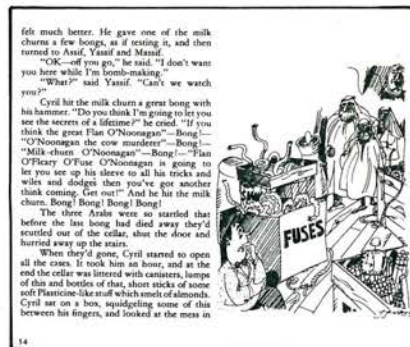 felt much better. He gave one of the milk
churns a few bongs, as if testing it, and then
turned to Assif, Yassif and Massif.
"OK—off you go," he said. "I don't want
you here while I'm bomb-making."
"What?" said Yassif. "Can't we watch
you?"
Cyril hit the milk churn a great bong with
his hammer. "Do you think I'm going to let you
see the secrets of a lifetime?" he cried. "If you
think the great Flan O'Noonagan"—Bong!—
"O'Noonagan the cow murderer"—Bong!—
"Milk-churn O'Noonagan"—Bong!—"Flan
O'Fleary O'Fuse O'Noonagan is going to
let you see up his sleeve to all his tricks and
wiles and dodges then you've got another
think coming. Get out!" And he hit the milk
churn. Bong! Bong! Bong! Bong!
The three Arabs were so startled that
before the last bong had died away they'd
scuttled out of the cellar, shut the door and
hurried away up the stairs.
When they'd gone, Cyril started to open
all the cases. It took him an hour, and at the
end the cellar was littered with canisters, lumps
of this and bottles of that, short sticks of some
soft Plasticine-like stuff which smelt of almonds.
Cyril sat on a box, squidgeling some of this
between his fingers, and looked at the mess in
14
FUSES